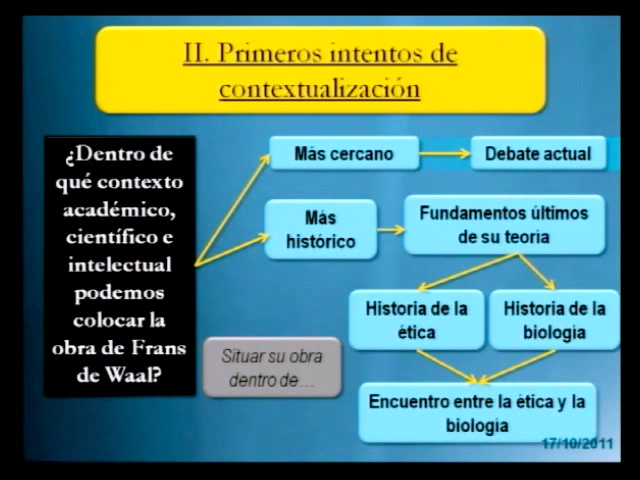 II. Primeros intentos de
contextualización
¿Dentro de
qué contexto
académico,
científico e
intelectual
podemos
colocar la
obra de Frans
de Waal?
Más cercano
Debate actual
Más
histórico
Fundamentos últimos
de su teoría
Historia de la
ética
Historia de la
biología
Situar su obra
dentro de...
Encuentro entre la ética y la
biología
17/10/2011